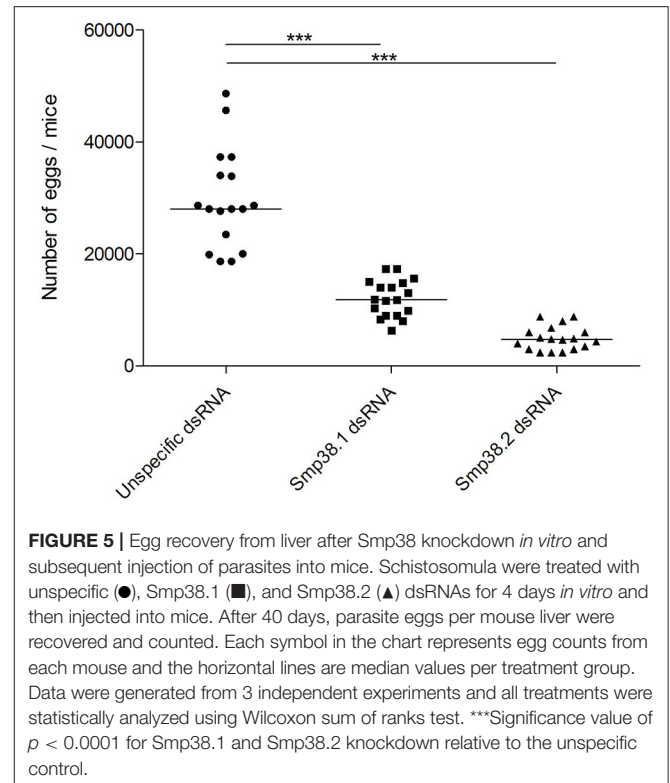 60000
40000
20000
0
Number of eggs / mice
***
***
Unspecific dsRNA
Smp38.1 dsRNA
Smp38.2 dsRNA
FIGURE 5 | Egg recovery from liver after Smp38 knockdown in vitro and
subsequent injection of parasites into mice. Schistosomula were treated with
unspecific (●), Smp38.1 (■), and Smp38.2 (▲) dsRNAs for 4 days in vitro and
then injected into mice. After 40 days, parasite eggs per mouse liver were
recovered and counted. Each symbol in the chart represents egg counts from
each mouse and the horizontal lines are median values per treatment group.
Data were generated from 3 independent experiments and all treatments were
statistically analyzed using Wilcoxon sum of ranks test. ***Significance value of
p < 0.0001 for Smp38.1 and Smp38.2 knockdown relative to the unspecific
control.